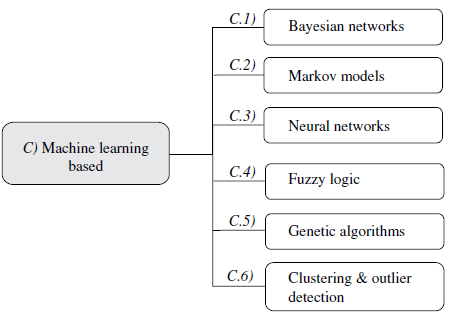 C.1)
Bayesian networks
C.2)
Markov models
C.3)
Neural networks
C) Machine learning
based
C.4)
Fuzzy logic
C.5)
Genetic algorithms
C.6)
Clustering & outlier
detection